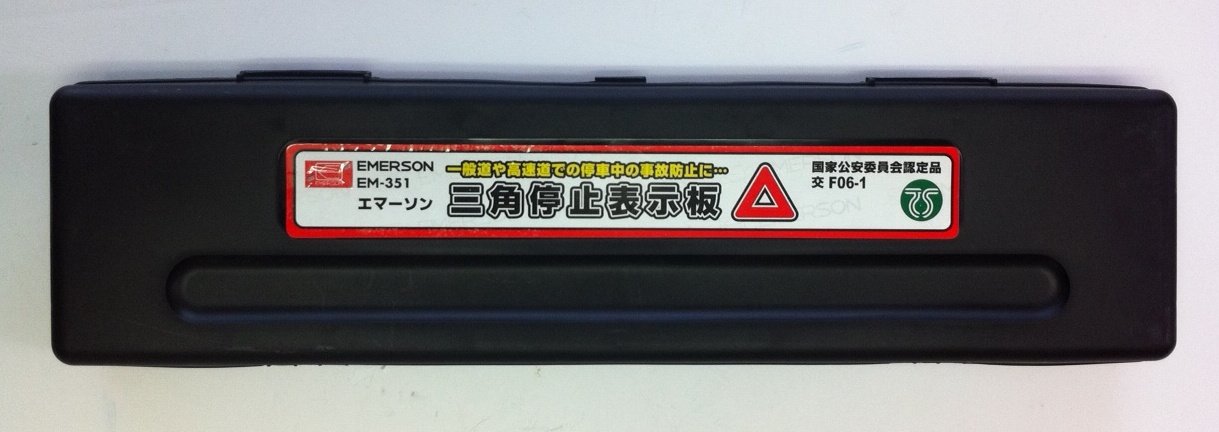 EMERSON
EM-351
エマーソン
一般道や高速道での停車中の事故防止に…
三角停止表示板
国家公安委員会認定品
交 F06-1
EMERSON